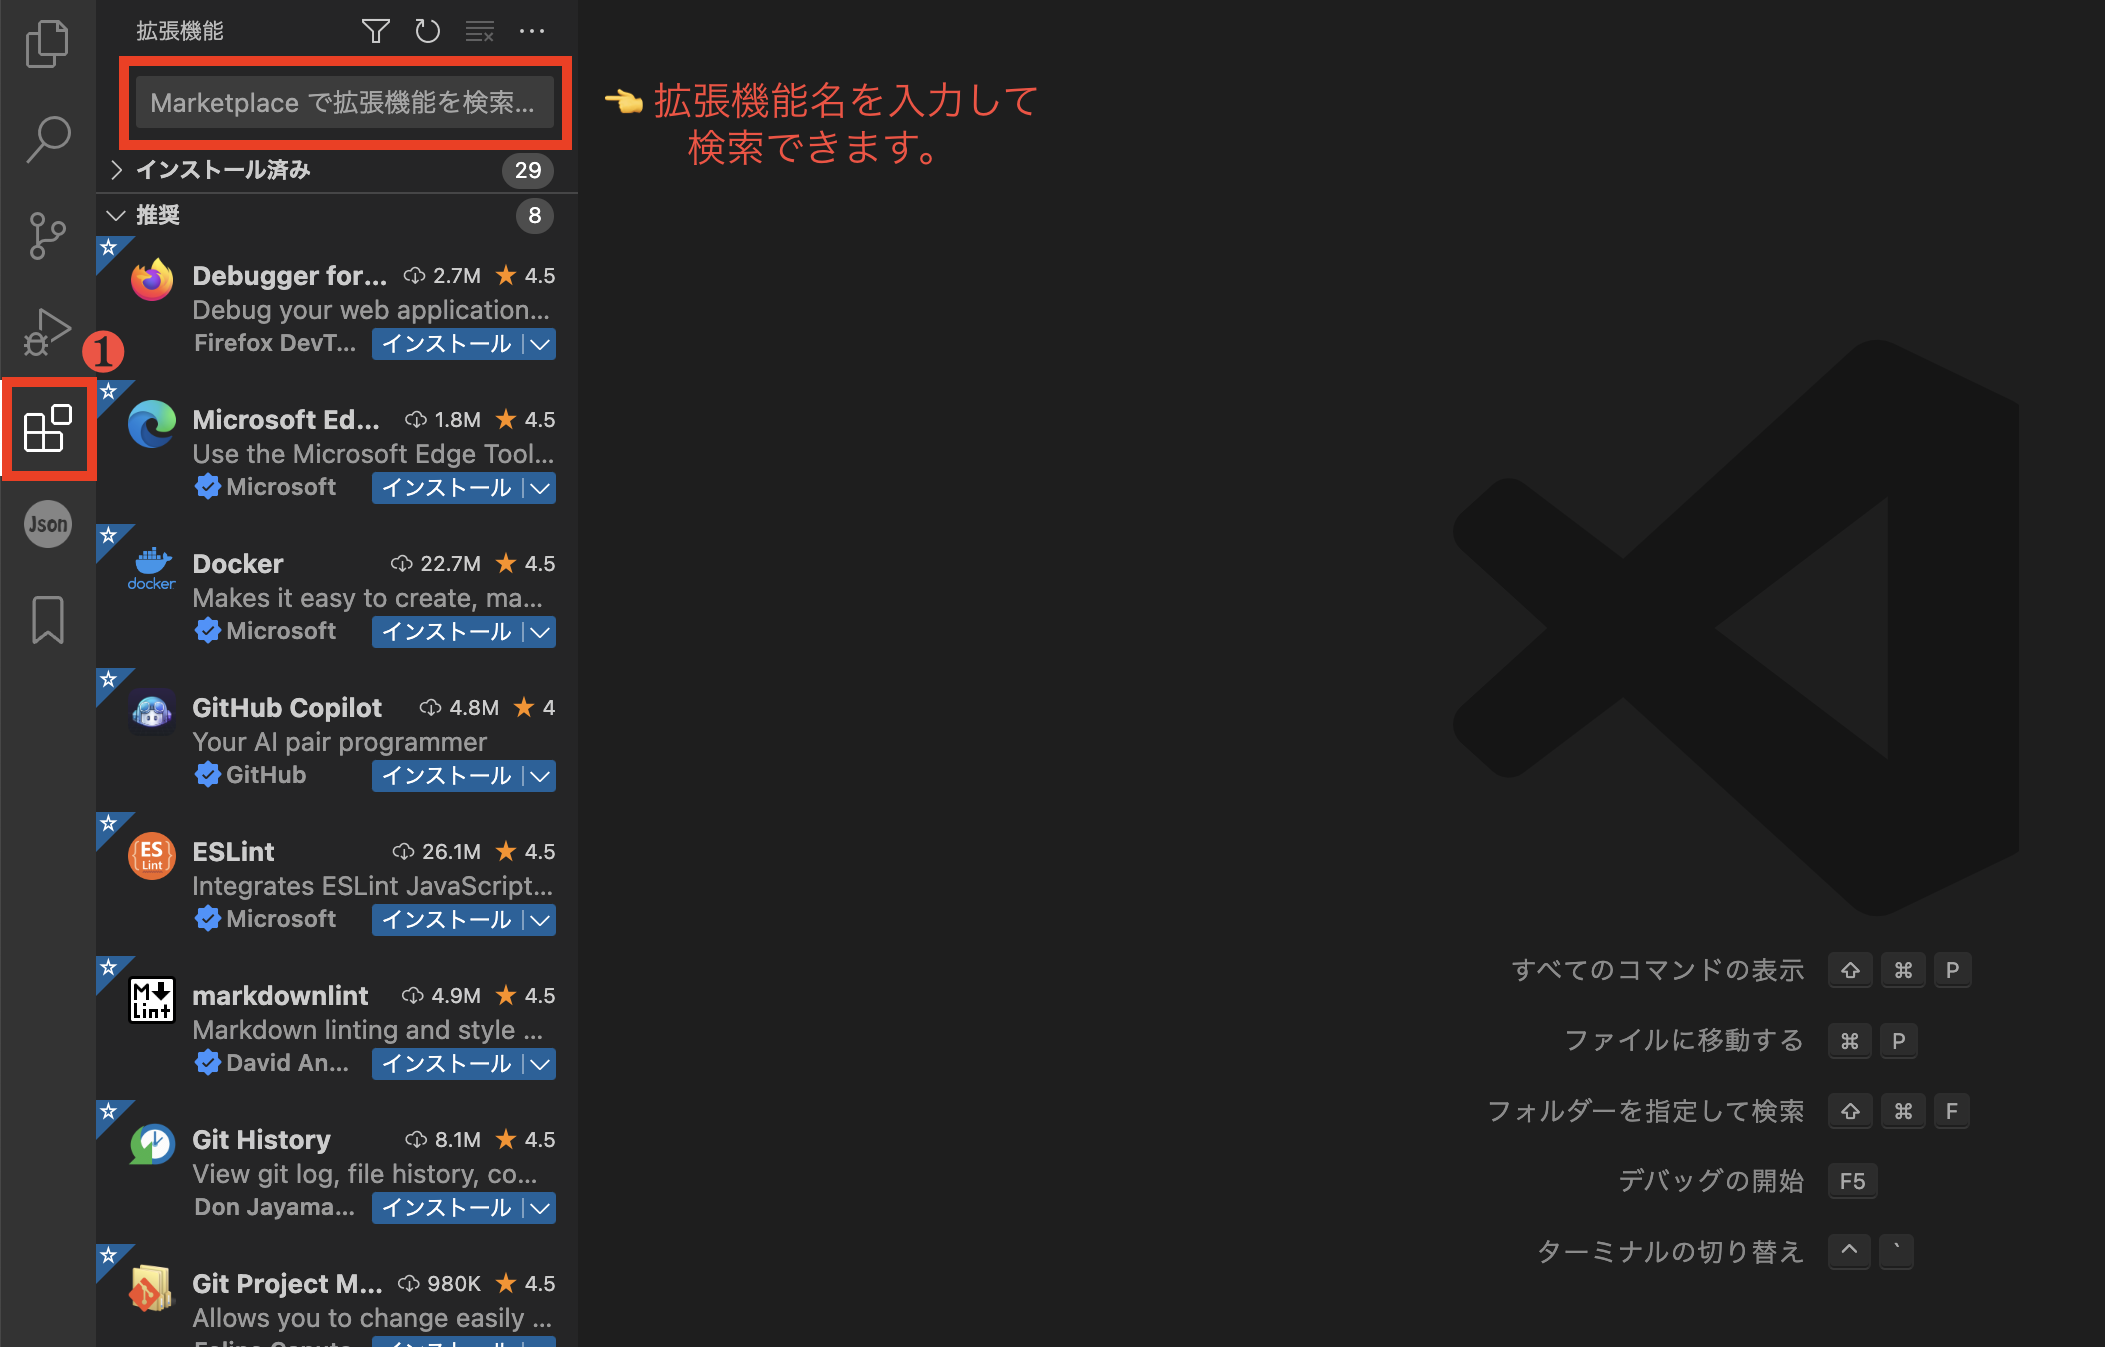 拡張機能
Marketplace で拡張機能を検索...
👈 拡張機能名を入力して
検索できます。
インストール済み 29
推奨 8
Debugger for... 2.7M ★ 4.5
Debug your web application...
Firefox DevT... インストール
1
Microsoft Ed... 1.8M ★ 4.5
Use the Microsoft Edge Tool...
Microsoft インストール
Json
docker
Docker 22.7M ★ 4.5
Makes it easy to create, ma...
Microsoft インストール
GitHub Copilot 4.8M ★ 4
Your AI pair programmer
GitHub インストール
{ES Lint}
ESLint 26.1M ★ 4.5
Integrates ESLint JavaScript...
Microsoft インストール
M↓ lint
markdownlint 4.9M ★ 4.5
Markdown linting and style ...
David An... インストール
Git History 8.1M ★ 4.5
View git log, file history, co...
Don Jayama... インストール
Git Project M... 980K ★ 4.5
Allows you to change easily ...
インストール
すべてのコマンドの表示 ⇧ ⌘ P
ファイルに移動する ⌘ P
フォルダーを指定して検索 ⇧ ⌘ F
デバッグの開始 F5
ターミナルの切り替え ^ `